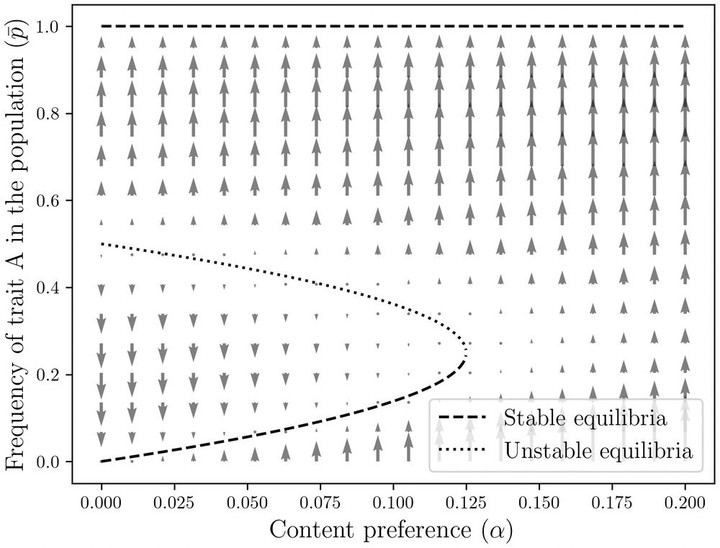 Frequency of trait A in the population (p̄)
1.0
0.8
0.6
0.4
0.2
0.0
Stable equilibria
Unstable equilibria
0.000 0.025 0.050 0.075 0.100 0.125 0.150 0.175 0.200
Content preference (α)